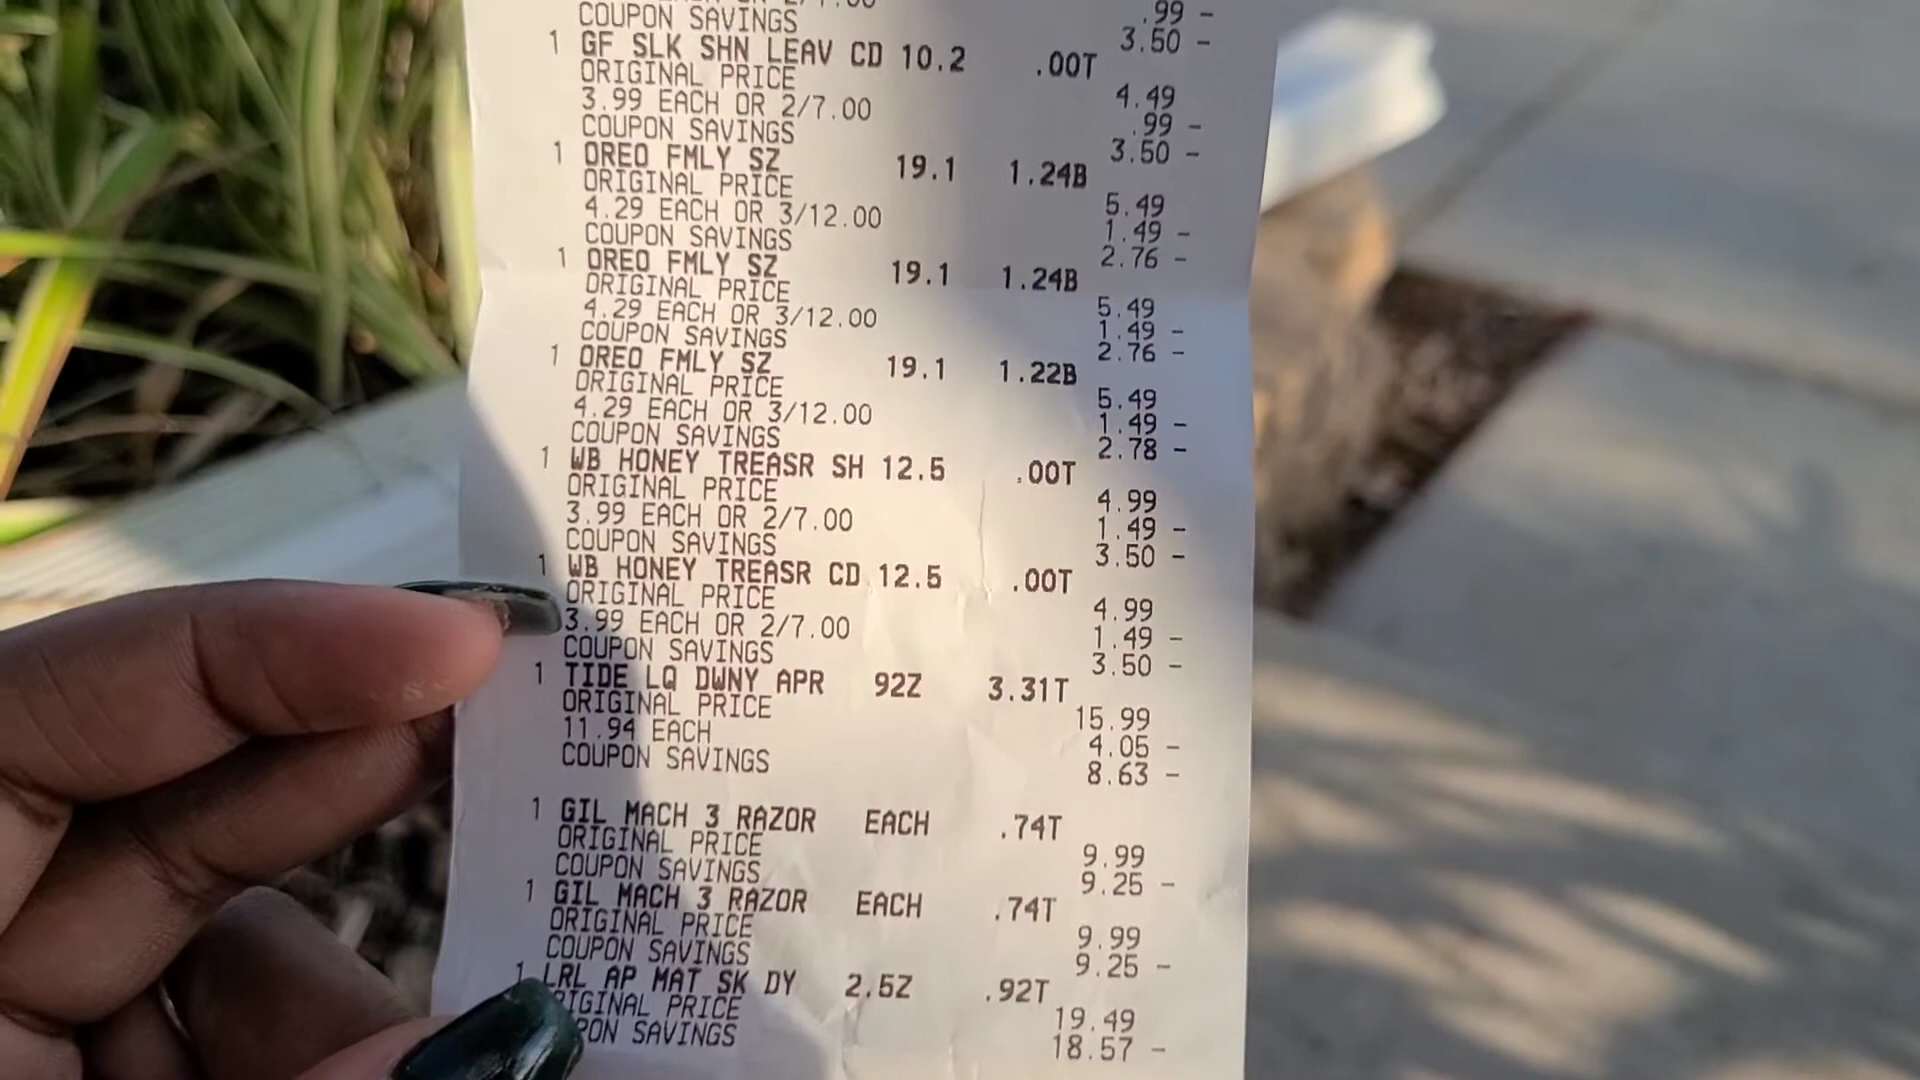 COUPON SAVINGS .99 -
3.50 -
1 GF SLK SHN LEAV CD 10.2 .00T
ORIGINAL PRICE 4.49
3.99 EACH OR 2/7.00 .99 -
COUPON SAVINGS 3.50 -
1 OREO FMLY SZ 19.1 1.24B
ORIGINAL PRICE 5.49
4.29 EACH OR 3/12.00 1.49 -
COUPON SAVINGS 2.76 -
1 OREO FMLY SZ 19.1 1.24B
ORIGINAL PRICE 5.49
4.29 EACH OR 3/12.00 1.49 -
COUPON SAVINGS 2.76 -
1 OREO FMLY SZ 19.1 1.22B
ORIGINAL PRICE 5.49
4.29 EACH OR 3/12.00 1.49 -
COUPON SAVINGS 2.78 -
1 WB HONEY TREASR SH 12.5 .00T
ORIGINAL PRICE 4.99
3.99 EACH OR 2/7.00 1.49 -
COUPON SAVINGS 3.50 -
1 WB HONEY TREASR CD 12.5 .00T
ORIGINAL PRICE 4.99
3.99 EACH OR 2/7.00 1.49 -
COUPON SAVINGS 3.50 -
1 TIDE LQ DWNY APR 92Z 3.31T
ORIGINAL PRICE 15.99
11.94 EACH 4.05 -
COUPON SAVINGS 8.63 -
1 GIL MACH 3 RAZOR EACH .74T
ORIGINAL PRICE 9.99
COUPON SAVINGS 9.25 -
1 GIL MACH 3 RAZOR EACH .74T
ORIGINAL PRICE 9.99
COUPON SAVINGS 9.25 -
1 LRL AP MAT SK DY 2.5Z .92T
RIGINAL PRICE 19.49
PON SAVINGS 18.57 -